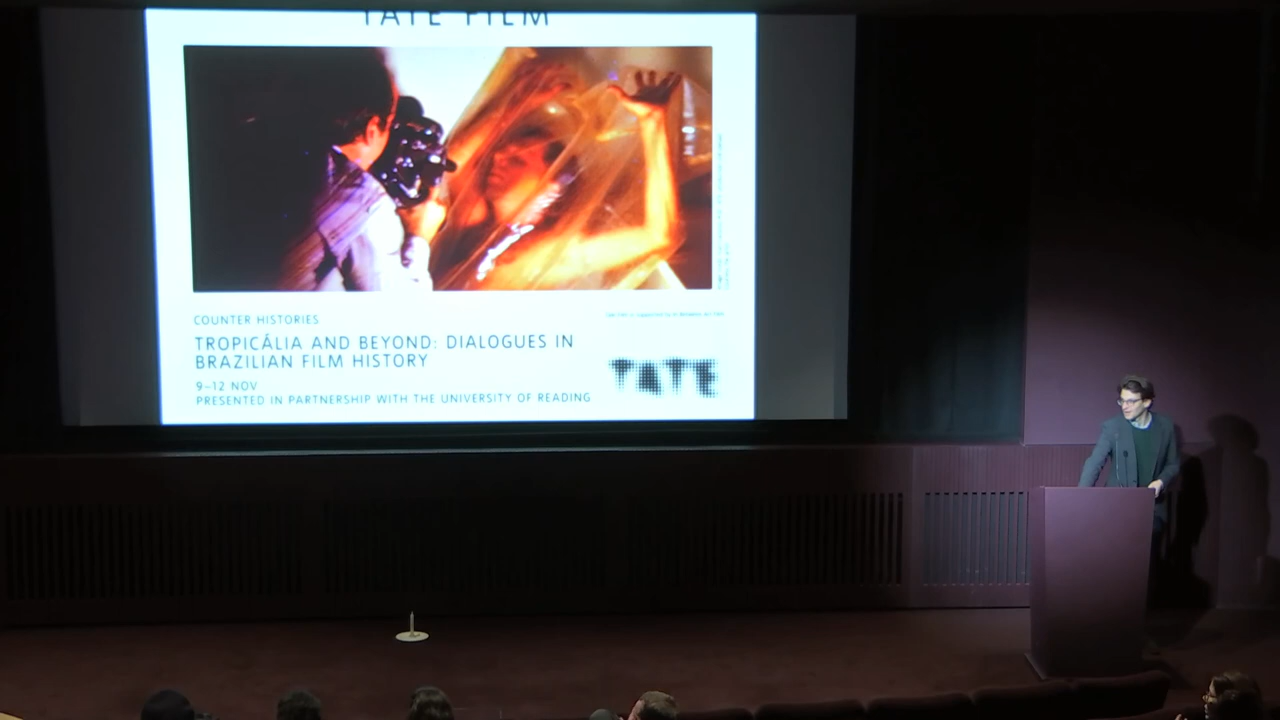 TATE FILM
COUNTER HISTORIES
TROPICÁLIA AND BEYOND: DIALOGUES IN
BRAZILIAN FILM HISTORY
9–12 NOV
PRESENTED IN PARTNERSHIP WITH THE UNIVERSITY OF READING
TATE